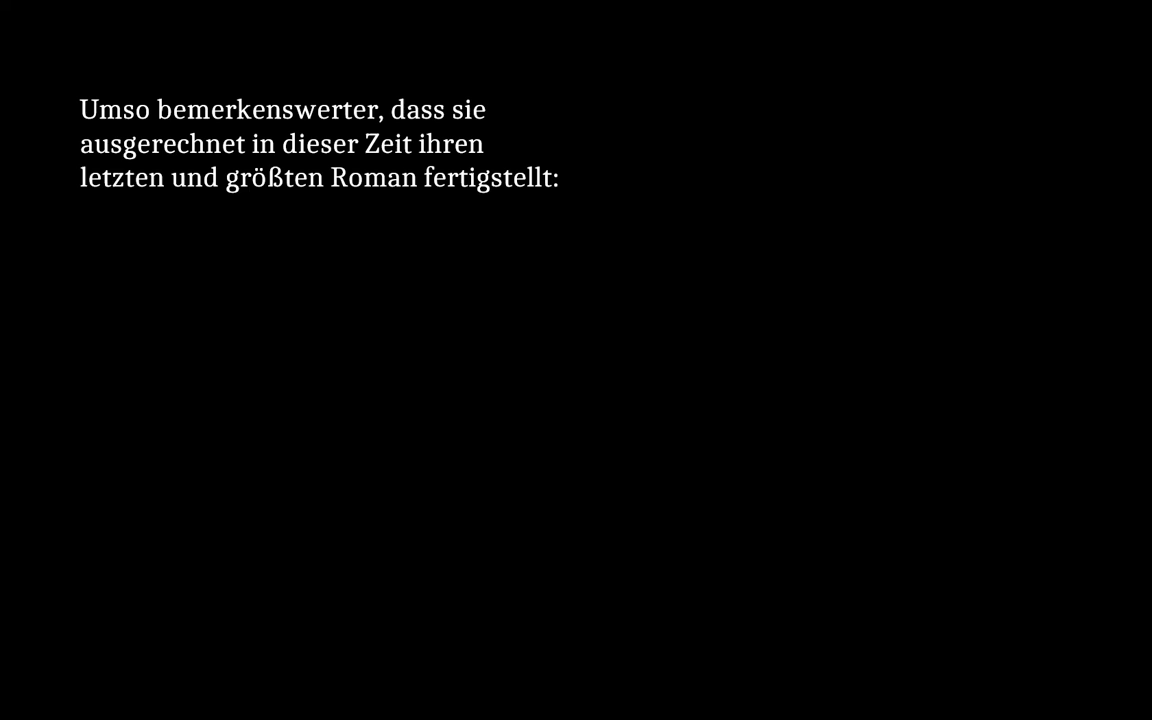 Umso bemerkenswerter, dass sie
ausgerechnet in dieser Zeit ihren
letzten und größten Roman fertigstellt: